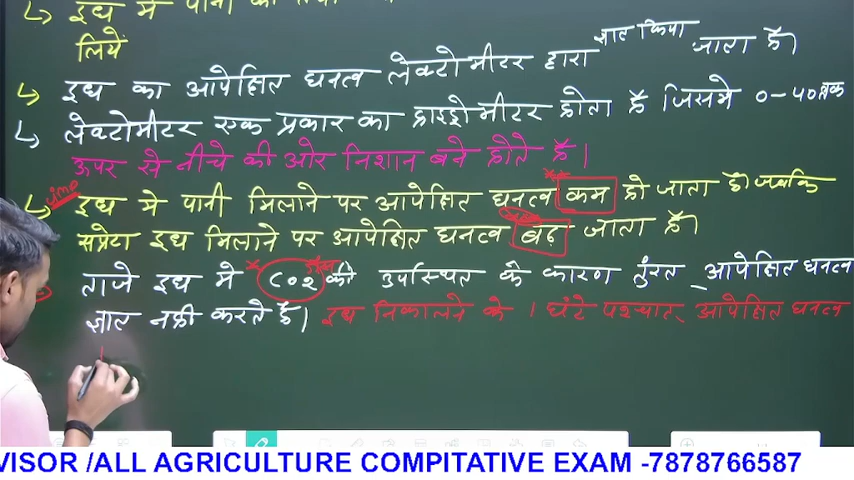 ↳ दूध मे पानी की
लिये
↳ दूध का आपेक्षित घनत्व लेक्टोमीटर द्वारा ज्ञात किया जाता है।
↳ लेक्टोमीटर एक प्रकार का हाइड्रोमीटर होता है जिसमे 0-40 तक
ऊपर से नीचे की ओर निशान बने होते है।
↳ दूध मे पानी मिलाने पर आपेक्षित घनत्व कम हो जाता है। जबकि
सप्रेटा दूध मिलाने पर आपेक्षित घनत्व बढ़ जाता है।
ताजे दूध मे CO2 की उपस्थित के कारण तुंरत आपेक्षित घनत्व
ज्ञात नही करते है। दूध निकालने के 1 घंटे पश्चात आपेक्षित घनत्व
VISOR /ALL AGRICULTURE COMPITATIVE EXAM -7878766587